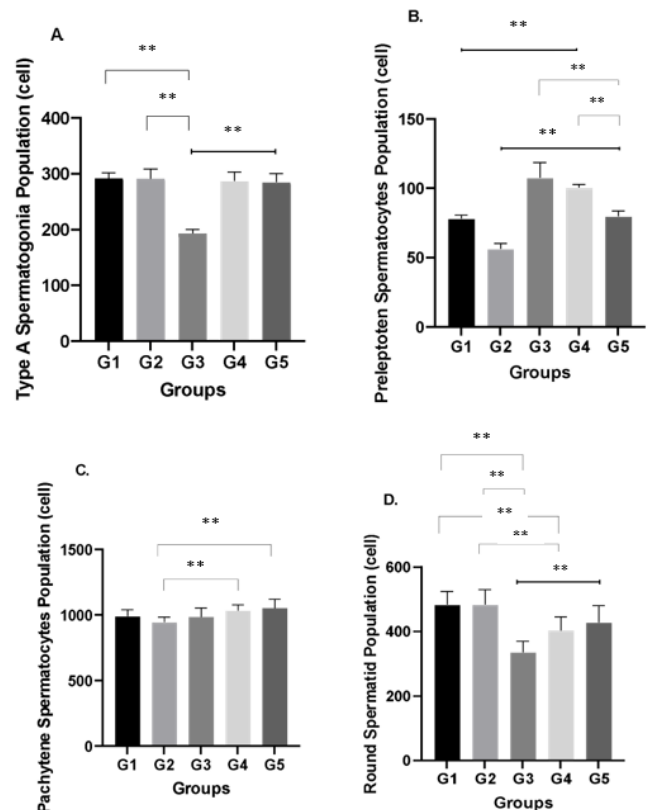 A.
**
**
**
Type A Spermatogonia Population (cell)
400
300
200
100
0
G1 G2 G3 G4 G5
Groups
B.
**
**
**
**
Preleptoten Spermatocytes Population (cell)
150
100
50
0
G1 G2 G3 G4 G5
Groups
C.
**
**
Pachytene Spermatocytes Population (cell)
1500
1000
500
0
G1 G2 G3 G4 G5
Groups
**
**
D.
**
**
**
Round Spermatid Population (cell)
600
400
200
0
G1 G2 G3 G4 G5
Groups